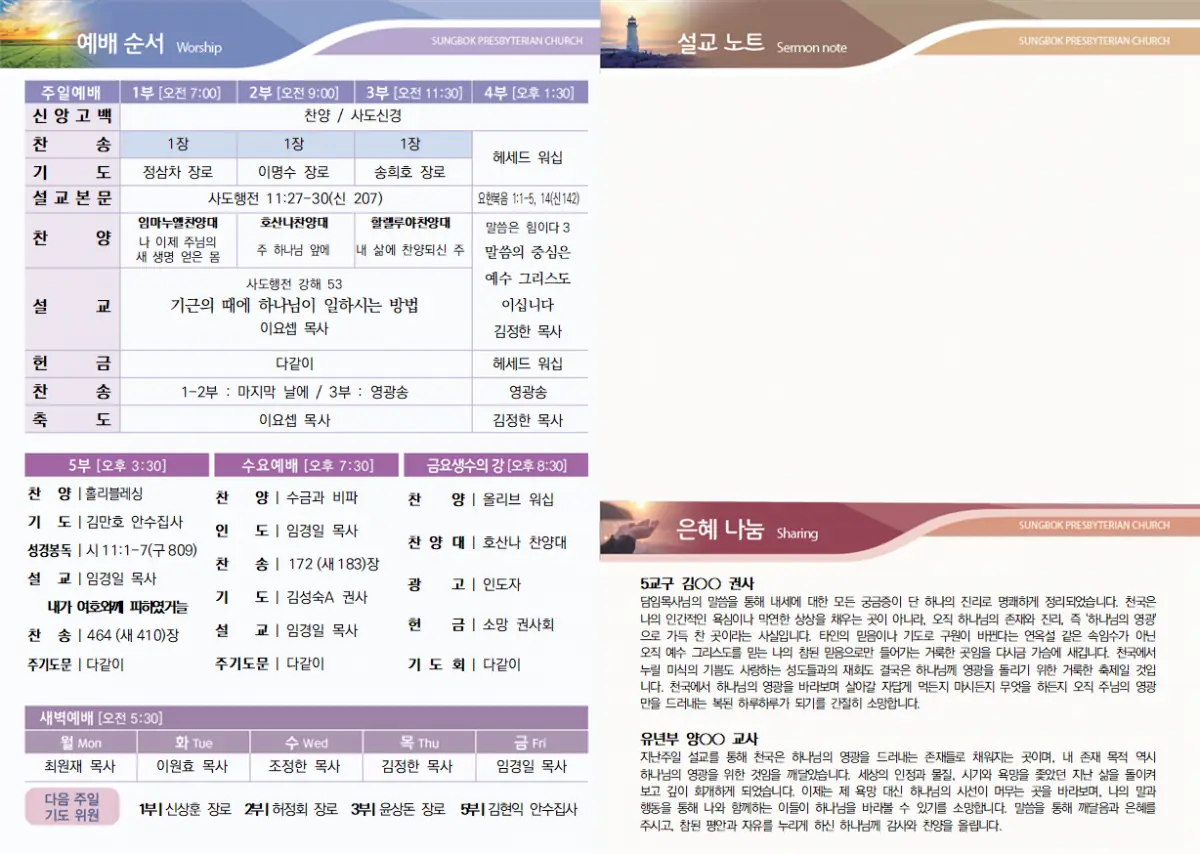 예배 순서 Worship
SUNGBOK PRESBYTERIAN CHURCH
주일예배 1부 [오전 7:00] 2부 [오전 9:00] 3부 [오전 11:30] 4부 [오후 1:30]
신앙고백 찬양 / 사도신경
찬 송 1장 1장 1장 헤세드 워십
기 도 정삼차 장로 이명수 장로 송희호 장로
설교본문 사도행전 11:27-30(신 207) 요한복음 1:1-5, 14(신142)
찬 양 임마누엘찬양대 호산나찬양대 할렐루야찬양대
나 이제 주님의
새 생명 얻은 몸
주 하나님 앞에
내 삶에 찬양되신 주
말씀은 힘이다 3
말씀의 중심은
예수 그리스도
이십니다
김정한 목사
설 교 사도행전 강해 53
기근의 때에 하나님이 일하시는 방법
이요셉 목사
헌 금 다같이 헤세드 워십
찬 송 1-2부 : 마지막 날에 / 3부 : 영광송 영광송
축 도 이요셉 목사 김정한 목사
5부 [오후 3:30]
찬 양 | 홀리블레싱
기 도 | 김만호 안수집사
성경봉독 | 시 11:1-7(구 809)
설 교 | 임경일 목사
내가 여호와께 피하였거늘
찬 송 | 464 (새 410)장
주기도문 | 다같이
수요예배 [오후 7:30]
찬 양 | 수금과 비파
인 도 | 임경일 목사
찬 송 | 172 (새 183)장
기 도 | 김성숙A 권사
설 교 | 임경일 목사
주기도문 | 다같이
금요생수의 강 [오후 8:30]
찬 양 | 올리브 워십
찬 양 대 | 호산나 찬양대
광 고 | 인도자
헌 금 | 소망 권사회
기 도 회 | 다같이
새벽예배 [오전 5:30]
월 Mon 화 Tue 수 Wed 목 Thu 금 Fri
최원재 목사 이원효 목사 조정한 목사 김정한 목사 임경일 목사
다음 주일
기도 위원
1부 | 신상훈 장로 2부 | 허정회 장로 3부 | 윤상돈 장로 5부 | 김현익 안수집사
설교 노트 Sermon note
SUNGBOK PRESBYTERIAN CHURCH
은혜 나눔 Sharing
SUNGBOK PRESBYTERIAN CHURCH
5교구 김○○ 권사
담임목사님의 말씀을 통해 내세에 대한 모든 궁금증이 단 하나의 진리로 명쾌하게 정리되었습니다. 천국은
나의 인간적인 욕심이나 막연한 상상을 채우는 곳이 아니라, 오직 하나님의 존재와 진리, 즉 '하나님의 영광'
으로 가득 찬 곳이라는 사실입니다. 타인의 믿음이나 기도로 구원이 바뀐다는 연옥설 같은 속임수가 아닌
오직 예수 그리스도를 믿는 나의 참된 믿음으로만 들어가는 거룩한 곳임을 다시금 가슴에 새깁니다. 천국에서
누릴 미식의 기쁨도 사랑하는 성도들과의 재회도 결국은 하나님께 영광을 돌리기 위한 거룩한 축제일 것입
니다. 천국에서 하나님의 영광을 바라보며 살아갈 자답게 먹든지 마시든지 무엇을 하든지 오직 주님의 영광
만을 드러내는 복된 하루하루가 되기를 간절히 소망합니다.
유년부 양○○ 교사
지난주일 설교를 통해 천국은 하나님의 영광을 드러내는 존재들로 채워지는 곳이며, 내 존재 목적 역시
하나님의 영광을 위한 것임을 깨달았습니다. 세상의 인정과 물질, 시기와 욕망을 좇았던 지난 삶을 돌이켜
보고 깊이 회개하게 되었습니다. 이제는 제 욕망 대신 하나님의 시선이 머무는 곳을 바라보며, 나의 말과
행동을 통해 나와 함께하는 이들이 하나님을 바라볼 수 있기를 소망합니다. 말씀을 통해 깨달음과 은혜를
주시고, 참된 평안과 자유를 누리게 하신 하나님께 감사와 찬양을 올립니다.